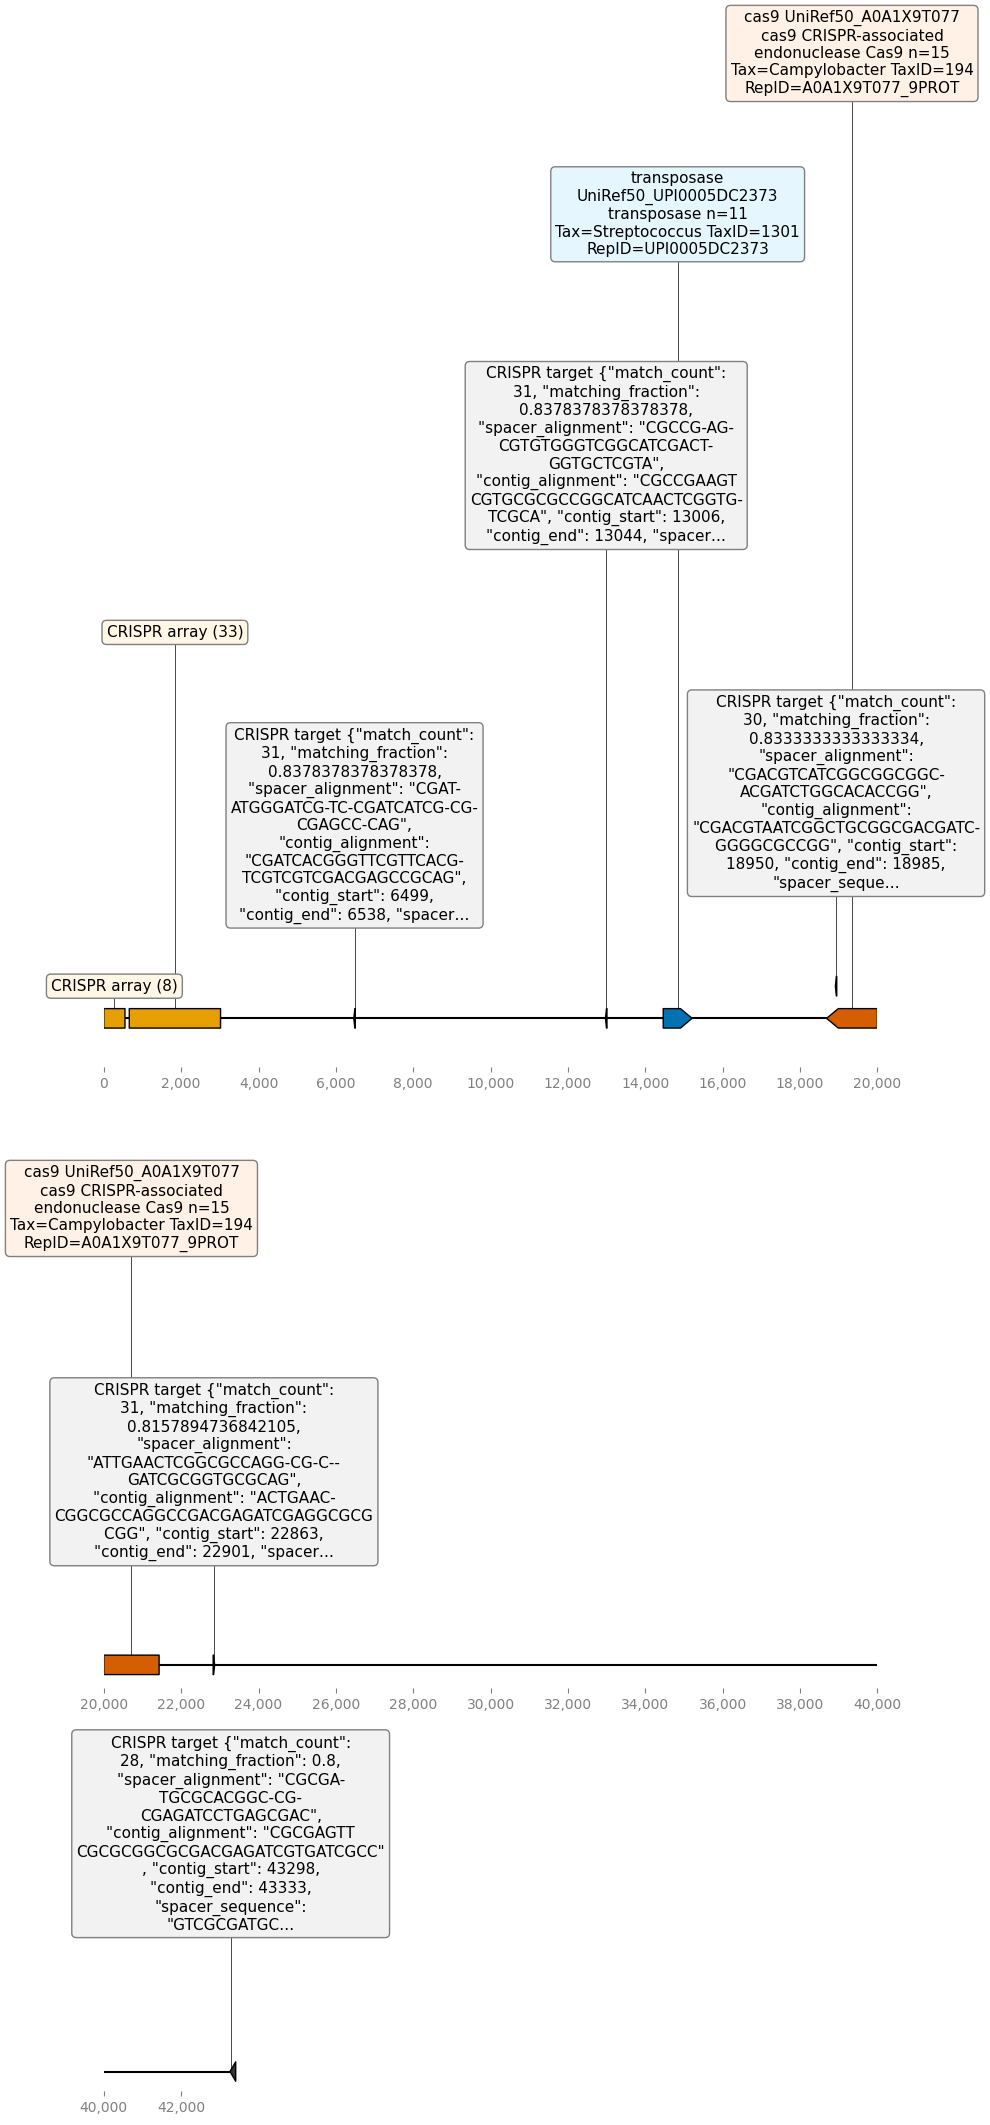 cas9 UniRef50_A0A1X9T077
cas9 CRISPR-associated
endonuclease Cas9 n=15
Tax=Campylobacter TaxID=194
RepID=A0A1X9T077_9PROT
transposase
UniRef50_UPI0005DC2373
transposase n=11
Tax=Streptococcus TaxID=1301
RepID=UPI0005DC2373
CRISPR target {"match_count":
31, "matching_fraction":
0.8378378378378378,
"spacer_alignment": "CGCCG-AG-
CGTGTGGGTCGGCATCGACT-
GGTGCTCGTA",
"contig_alignment": "CGCCGAAGT
CGTGCGCGCCGGCATCAACTCGGTG-
TCGCA", "contig_start": 13006,
"contig_end": 13044, "spacer…
CRISPR array (33)
CRISPR target {"match_count":
30, "matching_fraction":
0.8333333333333334,
"spacer_alignment":
"CGACGTCATCGGCGGCGGC-
ACGATCTGGCACACCGG",
"contig_alignment":
"CGACGTAATCGGCTGCGGCGACGATC-
GGGGCGCCGG", "contig_start":
18950, "contig_end": 18985,
"spacer_seque…
CRISPR target {"match_count":
31, "matching_fraction":
0.8378378378378378,
"spacer_alignment": "CGAT-
ATGGGATCG-TC-CGATCATCG-CG-
CGAGCC-CAG",
"contig_alignment":
"CGATCACGGGTTCGTTCACG-
TCGTCGTCGACGAGCCGCAG",
"contig_start": 6499,
"contig_end": 6538, "spacer…
CRISPR array (8)
0 2,000 4,000 6,000 8,000 10,000 12,000 14,000 16,000 18,000 20,000
cas9 UniRef50_A0A1X9T077
cas9 CRISPR-associated
endonuclease Cas9 n=15
Tax=Campylobacter TaxID=194
RepID=A0A1X9T077_9PROT
CRISPR target {"match_count":
31, "matching_fraction":
0.8157894736842105,
"spacer_alignment":
"ATTGAACTCGGCGCCAGG-CG-C--
GATCGCGGTGCGCAG",
"contig_alignment": "ACTGAAC-
CGGCGCCAGGCCGACGAGATCGAGGCGCG
CGG", "contig_start": 22863,
"contig_end": 22901, "spacer…
20,000 22,000 24,000 26,000 28,000 30,000 32,000 34,000 36,000 38,000 40,000
CRISPR target {"match_count":
28, "matching_fraction": 0.8,
"spacer_alignment": "CGCGA-
TGCGCACGGC-CG-
CGAGATCCTGAGCGAC",
"contig_alignment": "CGCGAGTT
CGCGCGGCGCGACGAGATCGTGATCGCC"
, "contig_start": 43298,
"contig_end": 43333,
"spacer_sequence":
"GTCGCGATGC…
40,000 42,000